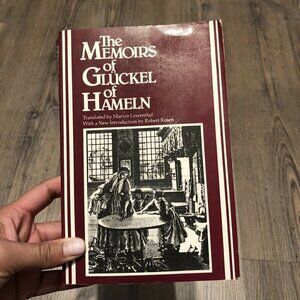 The
MEMOIRS
of
GLÜCKEL
of
HAMELN
Translated by Marvin Lowenthal
With a New Introduction by Robert Rosen